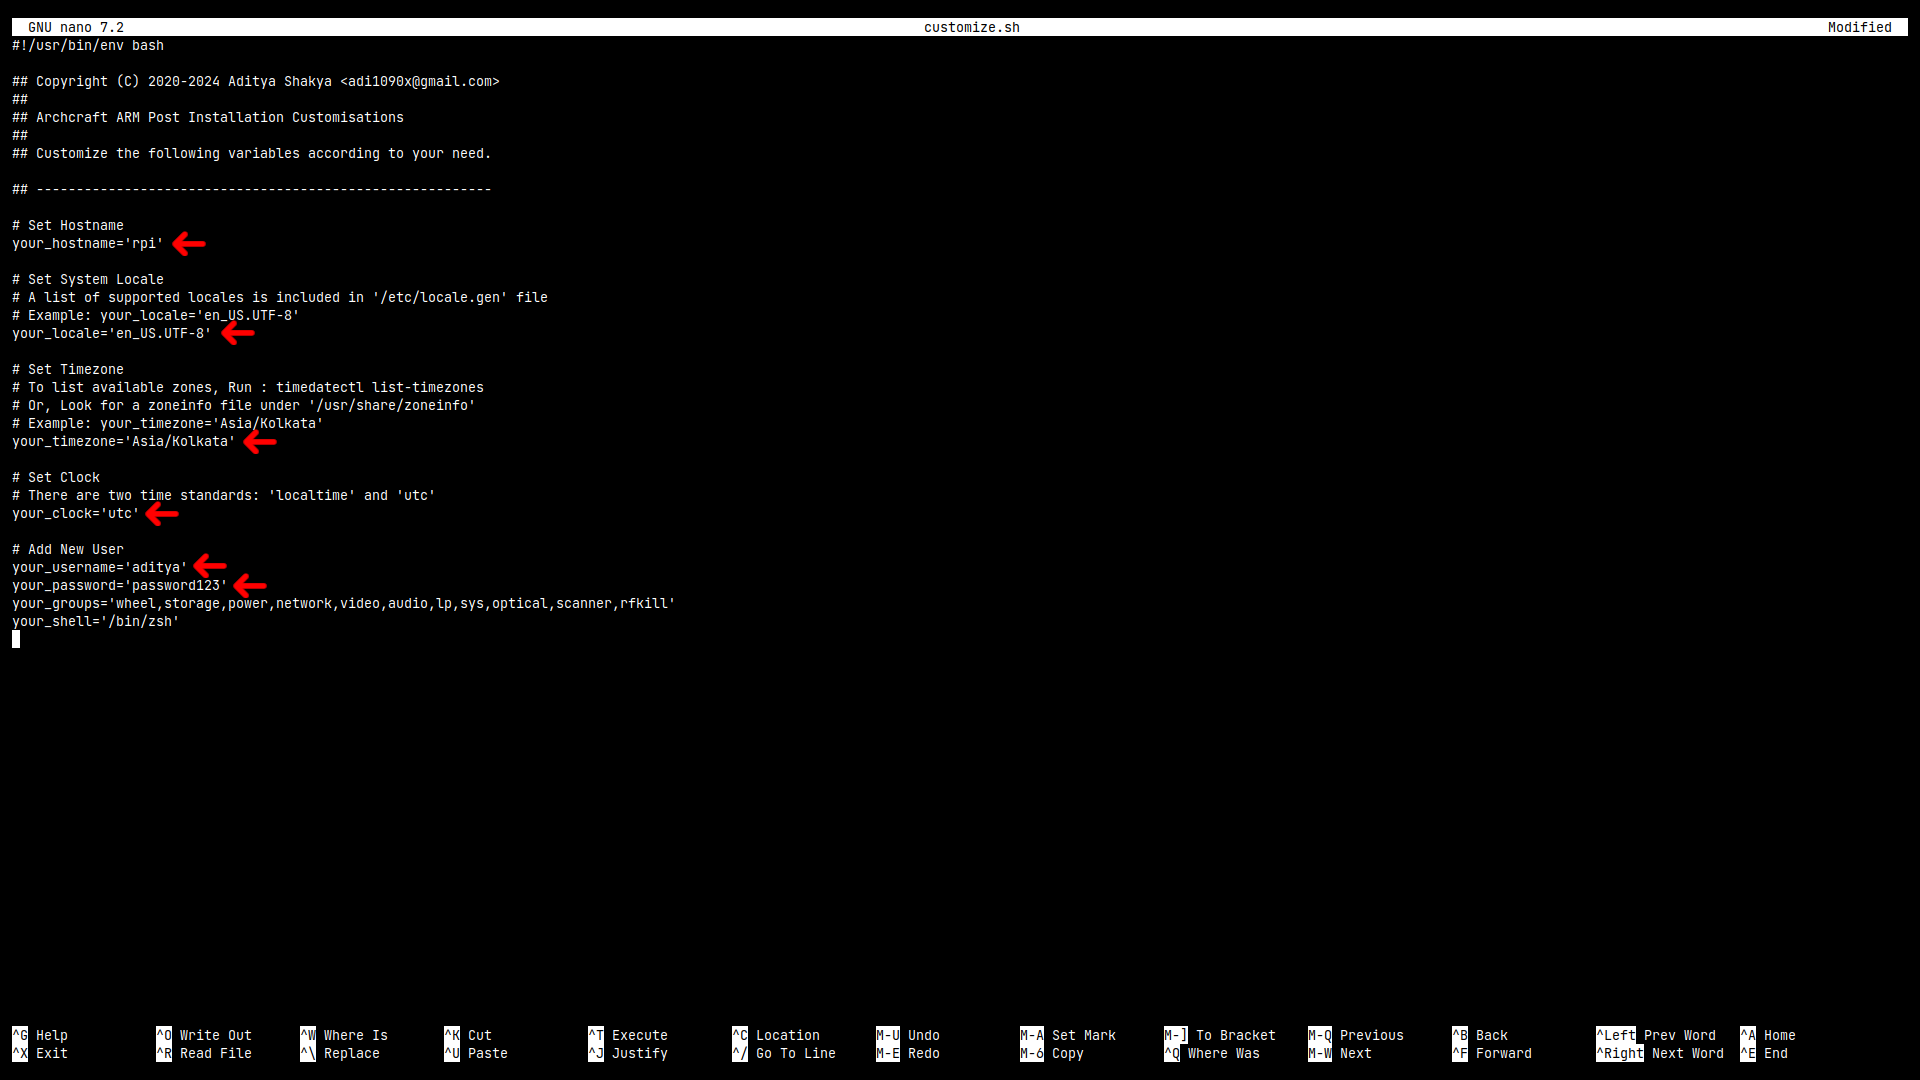 GNU nano 7.2 customize.sh Modified
#!/usr/bin/env bash
## Copyright (C) 2020-2024 Aditya Shakya <adi1090x@gmail.com>
##
## Archcraft ARM Post Installation Customisations
##
## Customize the following variables according to your need.
## ---------------------------------------------------------
# Set Hostname
your_hostname='rpi'
# Set System Locale
# A list of supported locales is included in '/etc/locale.gen' file
# Example: your_locale='en_US.UTF-8'
your_locale='en_US.UTF-8'
# Set Timezone
# To list available zones, Run : timedatectl list-timezones
# Or, Look for a zoneinfo file under '/usr/share/zoneinfo'
# Example: your_timezone='Asia/Kolkata'
your_timezone='Asia/Kolkata'
# Set Clock
# There are two time standards: 'localtime' and 'utc'
your_clock='utc'
# Add New User
your_username='aditya'
your_password='password123'
your_groups='wheel,storage,power,network,video,audio,lp,sys,optical,scanner,rfkill'
your_shell='/bin/zsh'
^G Help ^O Write Out ^W Where Is ^K Cut ^T Execute ^C Location M-U Undo M-A Set Mark M-] To Bracket M-Q Previous ^B Back ^Left Prev Word ^A Home
^X Exit ^R Read File ^\ Replace ^U Paste ^J Justify ^/ Go To Line M-E Redo M-6 Copy ^Q Where Was M-W Next ^F Forward ^Right Next Word ^E End